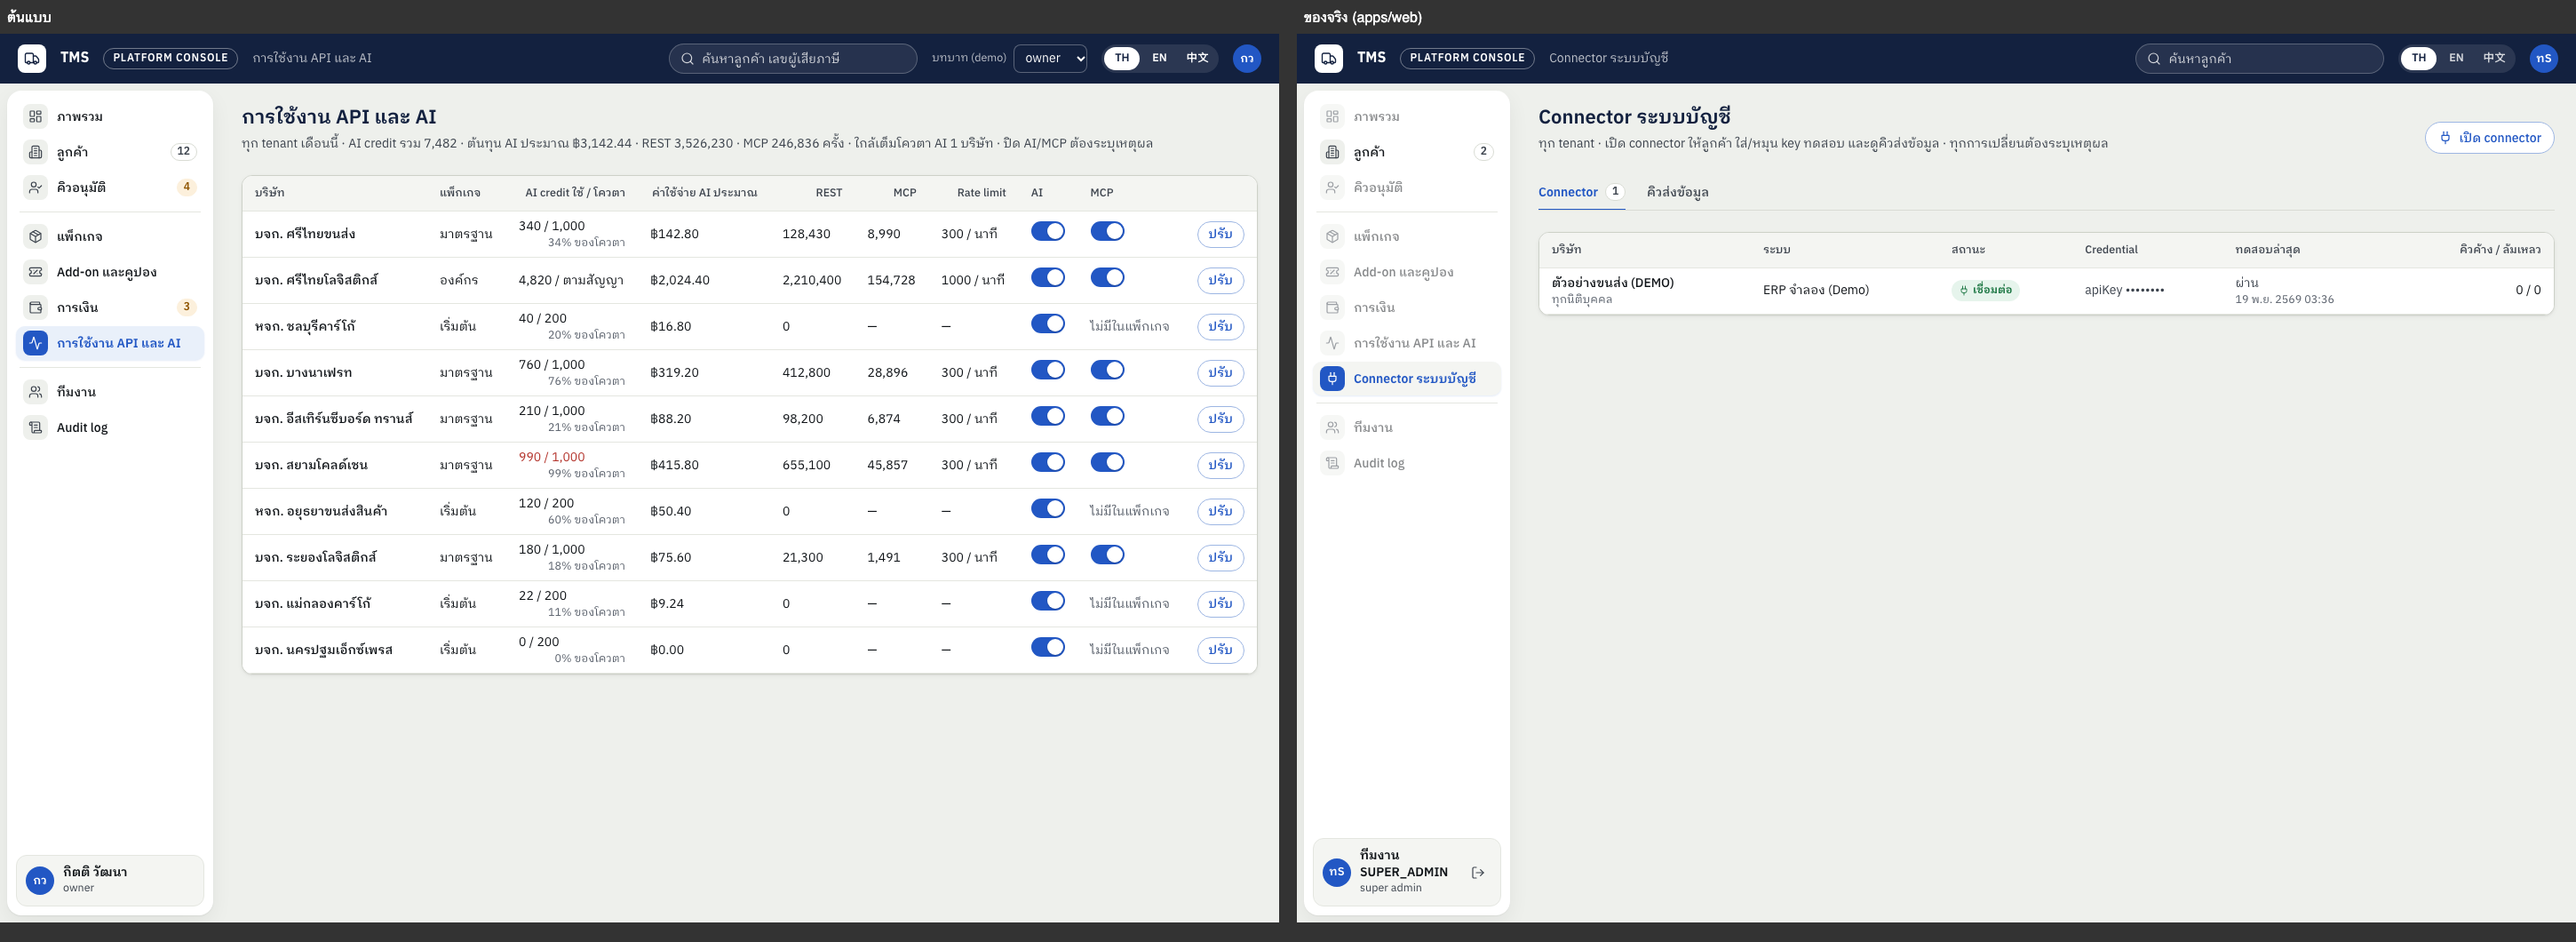 ต้นแบบ
TMS PLATFORM CONSOLE การใช้งาน API และ AI ค้นหาลูกค้า เลขผู้เสียภาษี บทบาท (demo) owner TH EN 中文 กว
ภาพรวม
ลูกค้า 12
คิวอนุมัติ 4
แพ็กเกจ
Add-on และคูปอง
การเงิน 3
การใช้งาน API และ AI
ทีมงาน
Audit log
กว กิตติ วัฒนา
owner
การใช้งาน API และ AI
ทุก tenant เดือนนี้ · AI credit รวม 7,482 · ต้นทุน AI ประมาณ ฿3,142.44 · REST 3,526,230 · MCP 246,836 ครั้ง · ใกล้เต็มโควตา AI 1 บริษัท · ปิด AI/MCP ต้องระบุเหตุผล
บริษัท แพ็กเกจ AI credit ใช้ / โควตา ค่าใช้จ่าย AI ประมาณ REST MCP Rate limit AI MCP
บจก. ศรีไทยขนส่ง มาตรฐาน 340 / 1,000 ฿142.80 128,430 8,990 300 / นาที ปรับ
34% ของโควตา
บจก. ศรีไทยโลจิสติกส์ องค์กร 4,820 / ตามสัญญา ฿2,024.40 2,210,400 154,728 1000 / นาที ปรับ
หจก. ชลบุรีคาร์โก้ เริ่มต้น 40 / 200 ฿16.80 0 — — ไม่มีในแพ็กเกจ ปรับ
20% ของโควตา
บจก. บางนาเฟรท มาตรฐาน 760 / 1,000 ฿319.20 412,800 28,896 300 / นาที ปรับ
76% ของโควตา
บจก. อีสเทิร์นซีบอร์ด ทรานส์ มาตรฐาน 210 / 1,000 ฿88.20 98,200 6,874 300 / นาที ปรับ
21% ของโควตา
บจก. สยามโคลด์เชน มาตรฐาน 990 / 1,000 ฿415.80 655,100 45,857 300 / นาที ปรับ
99% ของโควตา
หจก. อยุธยาขนส่งสินค้า เริ่มต้น 120 / 200 ฿50.40 0 — — ไม่มีในแพ็กเกจ ปรับ
60% ของโควตา
บจก. ระยองโลจิสติกส์ มาตรฐาน 180 / 1,000 ฿75.60 21,300 1,491 300 / นาที ปรับ
18% ของโควตา
บจก. แม่กลองคาร์โก้ เริ่มต้น 22 / 200 ฿9.24 0 — — ไม่มีในแพ็กเกจ ปรับ
11% ของโควตา
บจก. นครปฐมเอ็กซ์เพรส เริ่มต้น 0 / 200 ฿0.00 0 — — ไม่มีในแพ็กเกจ ปรับ
0% ของโควตา
ของจริง (apps/web)
TMS PLATFORM CONSOLE Connector ระบบบัญชี ค้นหาลูกค้า TH EN 中文 ทS
ภาพรวม
ลูกค้า 2
คิวอนุมัติ
แพ็กเกจ
Add-on และคูปอง
การเงิน
การใช้งาน API และ AI
Connector ระบบบัญชี
ทีมงาน
Audit log
ทS ทีมงาน
SUPER_ADMIN
super admin
Connector ระบบบัญชี
ทุก tenant · เปิด connector ให้ลูกค้า ใส่/หมุน key ทดสอบ และดูคิวส่งข้อมูล · ทุกการเปลี่ยนต้องระบุเหตุผล
เปิด connector
Connector 1 คิวส่งข้อมูล
บริษัท ระบบ สถานะ Credential ทดสอบล่าสุด คิวค้าง / ล้มเหลว
ตัวอย่างขนส่ง (DEMO) ERP จำลอง (Demo) เชื่อมต่อ apiKey •••••••• ผ่าน 0 / 0
ทุกนิติบุคคล 19 พ.ย. 2569 03:36